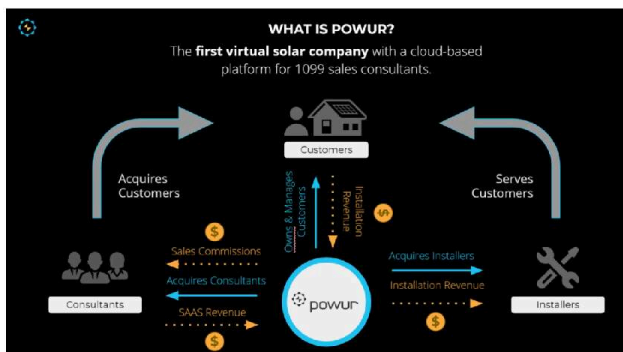 WHAT IS POWUR?
The first virtual solar company with a cloud-based
platform for 1099 sales consultants.
Customers
Acquires
Customers
Serves
Customers
Owns & Manages
Customers
Installation
Revenue
$
$
Sales Commissions
Acquires Consultants
SAAS Revenue
$
Consultants
powur
Acquires Installers
Installation Revenue
$
Installers